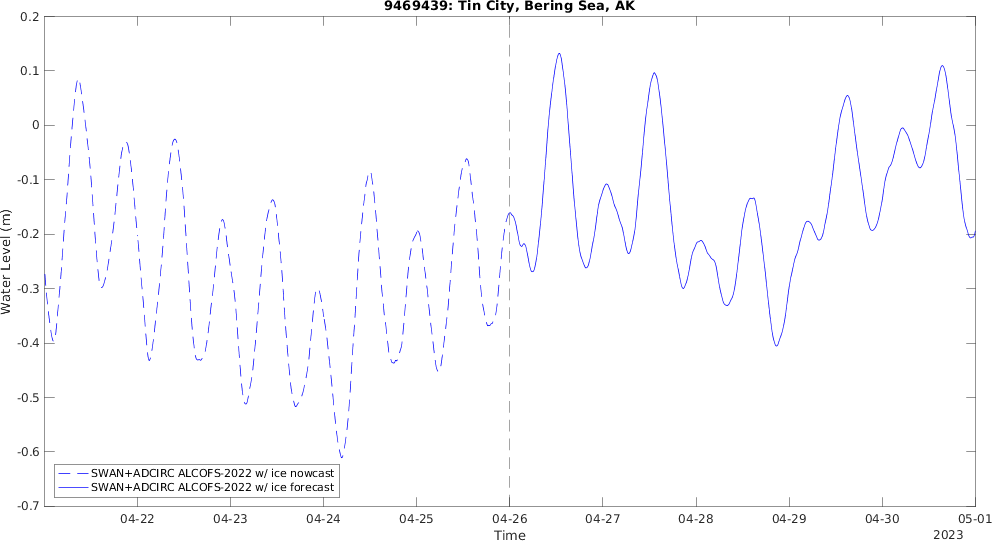 9469439: Tin City, Bering Sea, AK
Water Level (m)
0.2
0.1
0
-0.1
-0.2
-0.3
-0.4
-0.5
-0.6
-0.7
SWAN+ADCIRC ALCOFS-2022 w/ ice nowcast
SWAN+ADCIRC ALCOFS-2022 w/ ice forecast
04-22 04-23 04-24 04-25 04-26 04-27 04-28 04-29 04-30 05-01
Time
2023